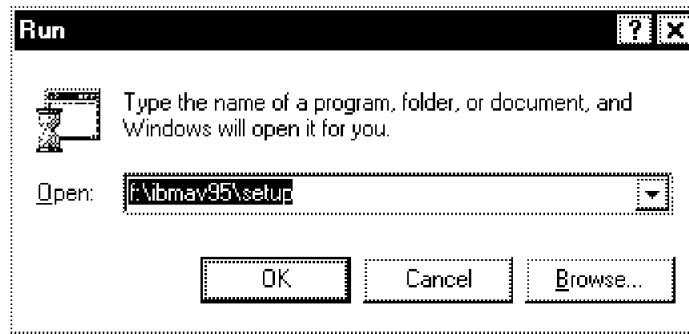 Run
Type the name of a program, folder, or document, and
Windows will open it for you.
Open: f:\ibmav95\setup
OK Cancel Browse...